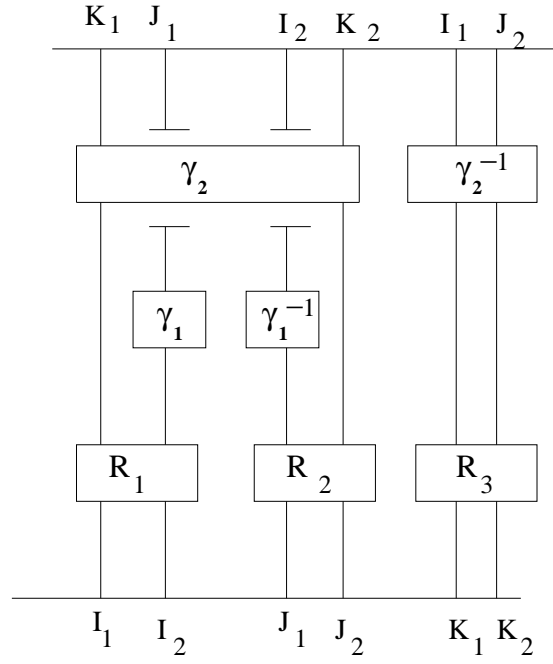 K₁ J₁ I₂ K₂ I₁ J₂
γ₂ γ₂⁻¹
γ₁ γ₁⁻¹
R₁ R₂ R₃
I₁ I₂ J₁ J₂ K₁ K₂